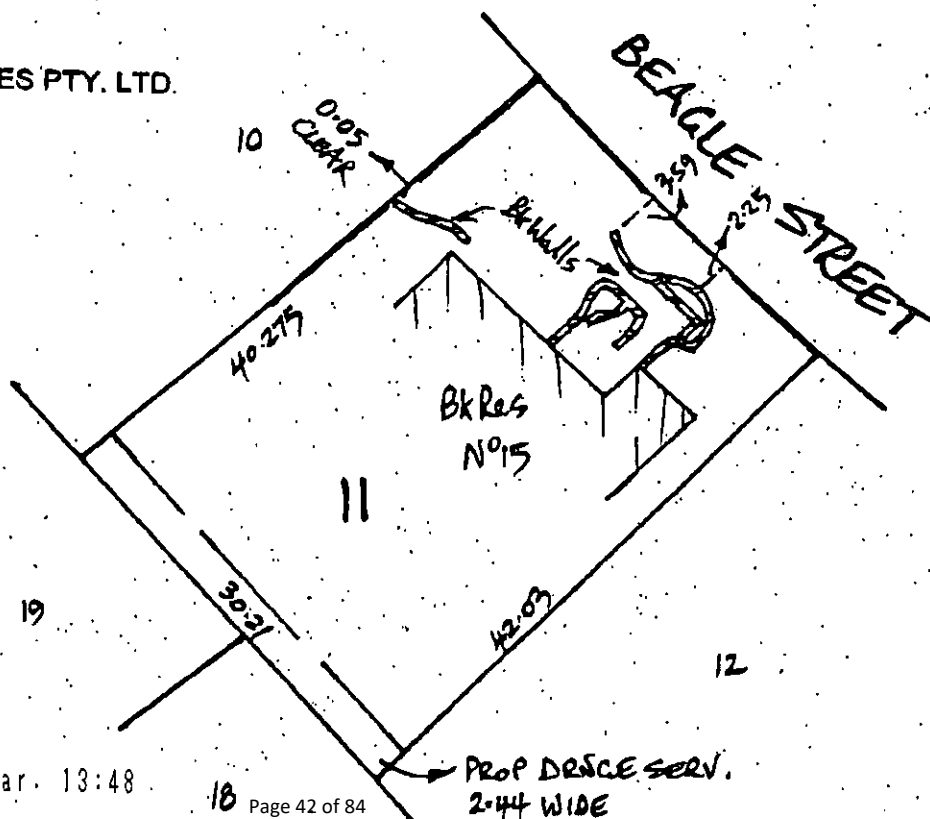 ES PTY. LTD.
BEAGLE STREET
10
0.05
CLEAR
3.59
2.25
Bk Walls
40.275
Bk Res
No 15
11
30.21
19
42.03
12
PROP DRNGE SERV.
2.44 WIDE
ar. 13:48
18
Page 42 of 84